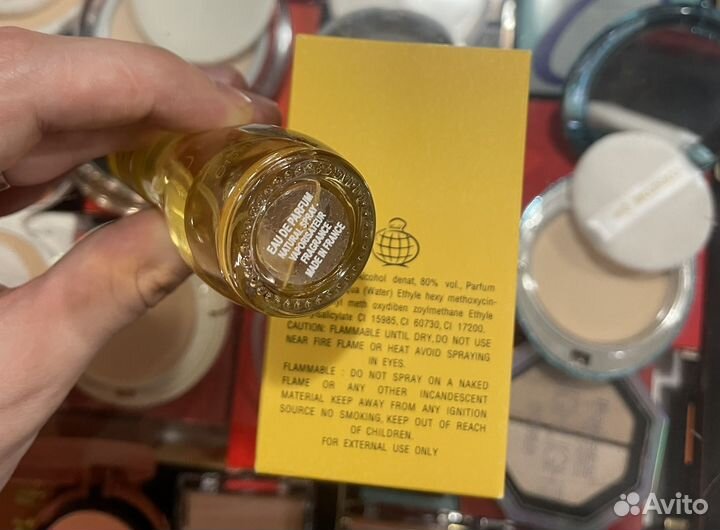 EAU DE PARFUM
NATURAL SPRAY
VAPORISATEUR
FRAGRANCE
MADE IN FRANCE
lcohol denat, 80% vol., Parfum
(Water) Ethyle hexy methoxycin-
yl meth oxydiben zoylmethane Ethyle
salicylate CI 15985, CI 60730, CI 17200.
CAUTION: FLAMMABLE UNTIL DRY, DO NOT USE
NEAR FIRE FLAME OR HEAT AVOID SPRAYING
IN EYES.
FLAMMABLE : DO NOT SPRAY ON A NAKED
FLAME OR ANY OTHER INCANDESCENT
MATERIAL KEEP AWAY FROM ANY IGNITION
SOURCE NO SMOKING, KEEP OUT OF REACH
OF CHILDREN.
FOR EXTERNAL USE ONLY
Avito